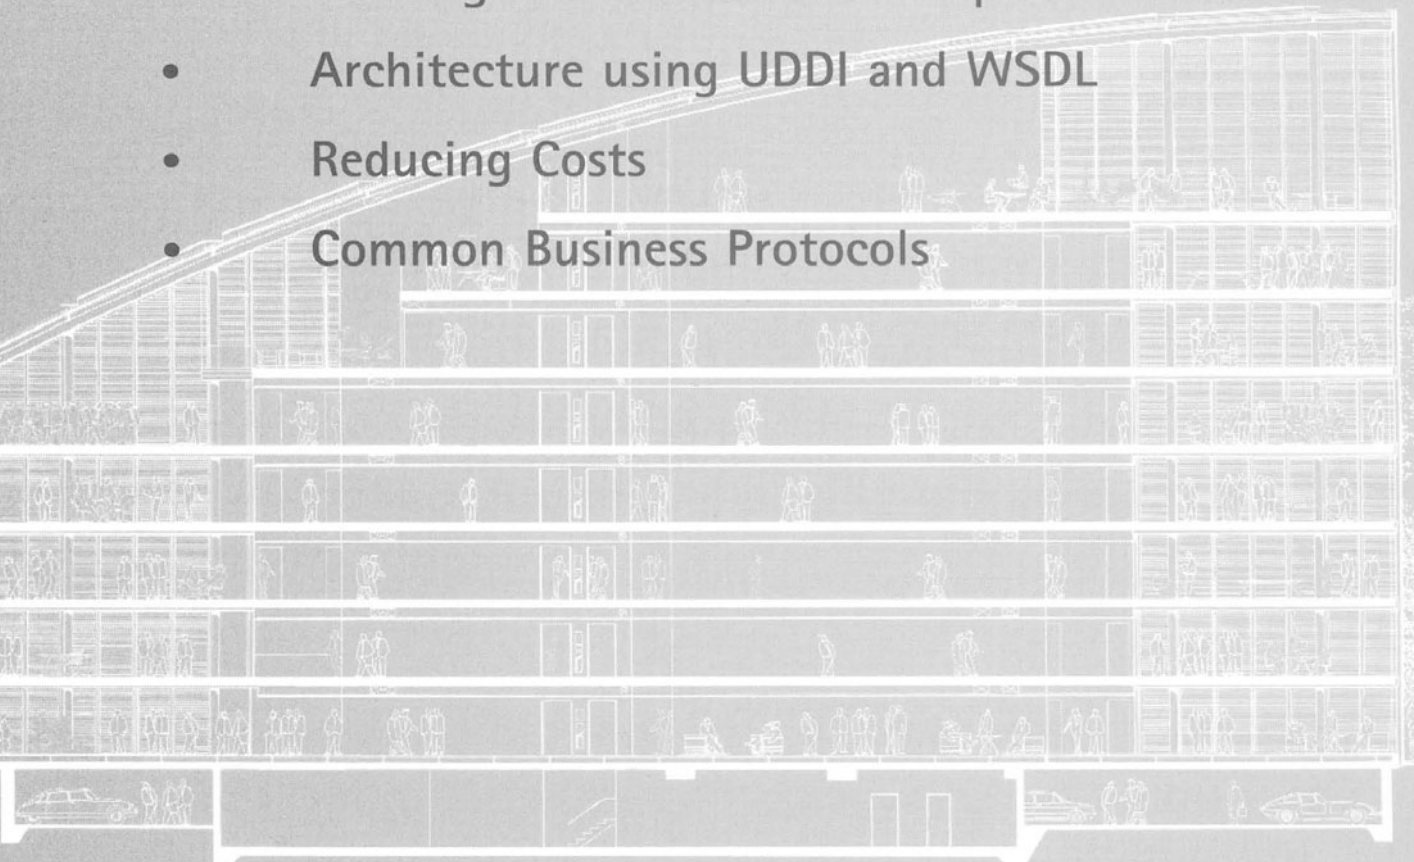 • Architecture using UDDI and WSDL
• Reducing Costs
• Common Business Protocols